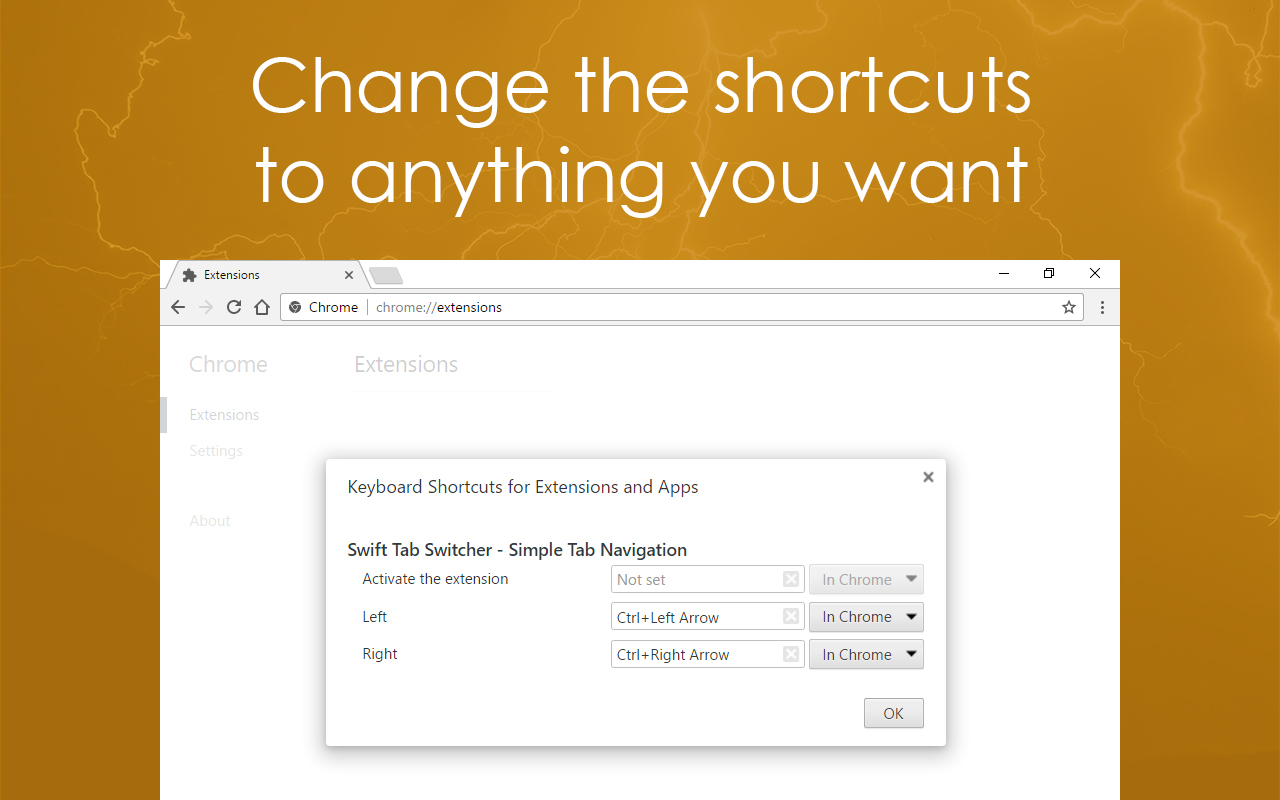 Change the shortcuts
to anything you want
Extensions
Chrome chrome://extensions
Chrome Extensions
Extensions
Settings
About
Keyboard Shortcuts for Extensions and Apps
Swift Tab Switcher - Simple Tab Navigation
Activate the extension Not set In Chrome
Left Ctrl+Left Arrow In Chrome
Right Ctrl+Right Arrow In Chrome
OK